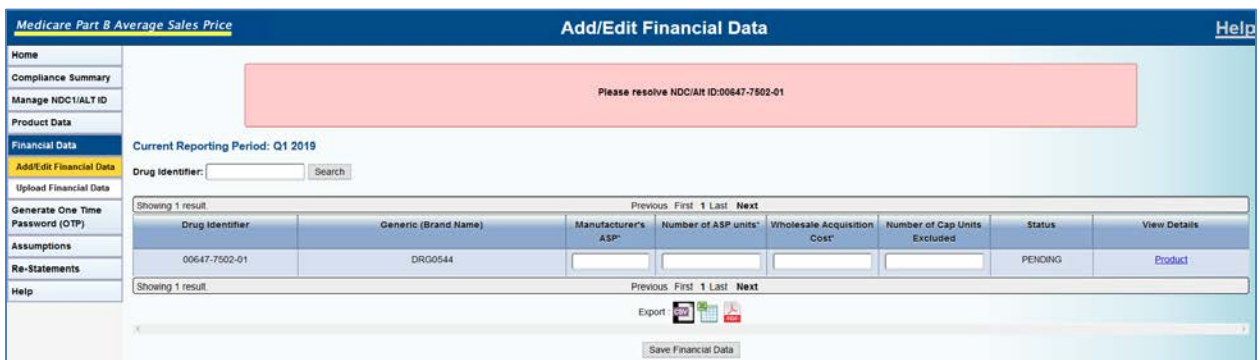 Medicare Part B Average Sales Price
Add/Edit Financial Data
Help
Home
Compliance Summary
Manage NDC1/ALT ID
Product Data
Financial Data
Add/Edit Financial Data
Upload Financial Data
Generate One Time
Password (OTP)
Assumptions
Re-Statements
Help
Please resolve NDC/Alt ID:00647-7502-01
Current Reporting Period: Q1 2019
Drug Identifier:
Search
Showing 1 result.
Previous First 1 Last Next
Drug Identifier
Generic (Brand Name)
Manufacturer's
ASP*
Number of ASP units*
Wholesale Acquisition
Cost*
Number of Cap Units
Excluded
Status
View Details
00647-7502-01
DRG0544
PENDING
Product
Showing 1 result.
Previous First 1 Last Next
Export :
CSV
PDF
Save Financial Data